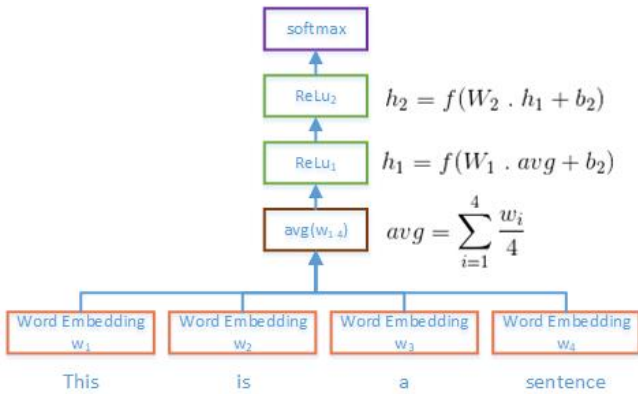 softmax
ReLu₂ h₂ = f(W₂ . h₁ + b₂)
ReLu₁ h₁ = f(W₁ . avg + b₂)
avg(w₁₋₄) avg = ∑_{i=1}^{4} w_i/4
Word Embedding Word Embedding Word Embedding Word Embedding
w₁ w₂ w₃ w₄
This is a sentence